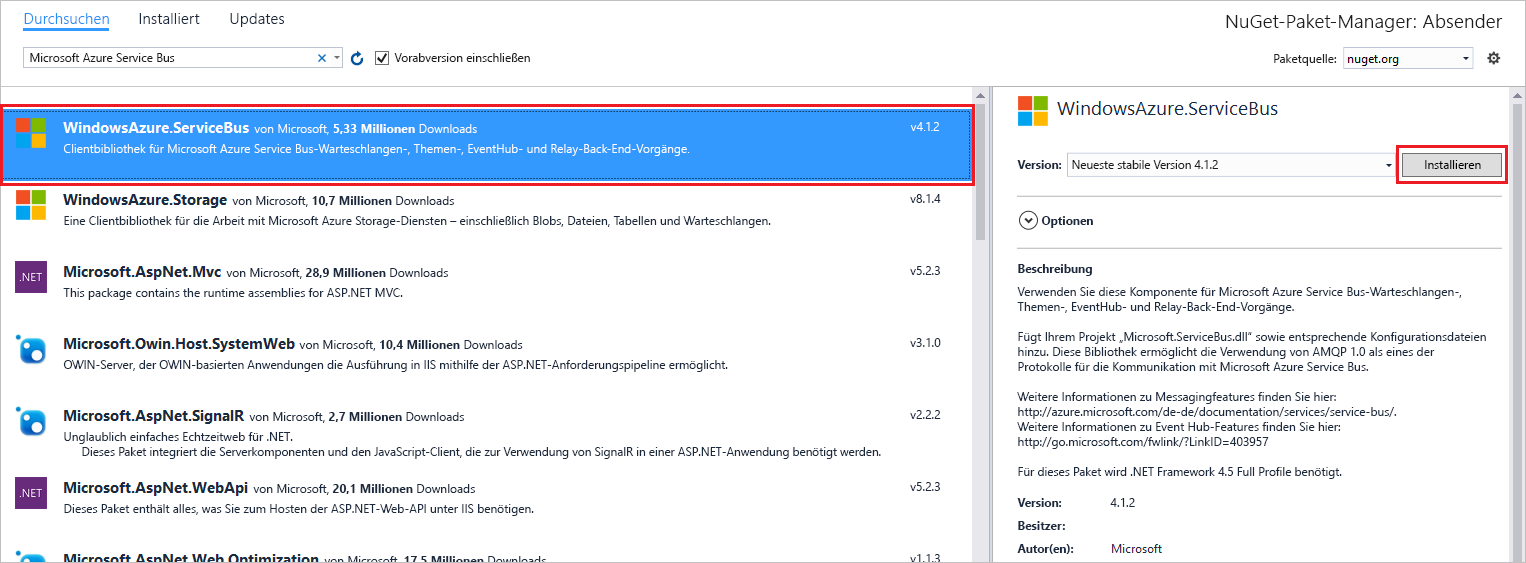 Durchsuchen Installiert Updates
NuGet-Paket-Manager: Absender
Microsoft Azure Service Bus
Vorabversion einschließen
Paketquelle: nuget.org
WindowsAzure.ServiceBus von Microsoft, 5,33 Millionen Downloads v4.1.2
Clientbibliothek für Microsoft Azure Service Bus-Warteschlangen-, Themen-, EventHub- und Relay-Back-End-Vorgänge.
WindowsAzure.Storage von Microsoft, 10,7 Millionen Downloads v8.1.4
Eine Clientbibliothek für die Arbeit mit Microsoft Azure Storage-Diensten – einschließlich Blobs, Dateien, Tabellen und Warteschlangen.
.NET
Microsoft.AspNet.Mvc von Microsoft, 28,9 Millionen Downloads v5.2.3
This package contains the runtime assemblies for ASP.NET MVC.
Microsoft.Owin.Host.SystemWeb von Microsoft, 10,4 Millionen Downloads v3.1.0
OWIN-Server, der OWIN-basierten Anwendungen die Ausführung in IIS mithilfe der ASP.NET-Anforderungspipeline ermöglicht.
Microsoft.AspNet.SignalR von Microsoft, 2,7 Millionen Downloads v2.2.2
Unglaublich einfaches Echtzeitweb für .NET.
Dieses Paket integriert die Serverkomponenten und den JavaScript-Client, die zur Verwendung von SignalR in einer ASP.NET-Anwendung benötigt werden.
.NET
Microsoft.AspNet.WebApi von Microsoft, 20,1 Millionen Downloads v5.2.3
Dieses Paket enthält alles, was Sie zum Hosten der ASP.NET-Web-API unter IIS benötigen.
Microsoft.AspNet.Web.Optimization von Microsoft, 17,5 Millionen Downloads v1.1.3
WindowsAzure.ServiceBus
Version: Neueste stabile Version 4.1.2 Installieren
Optionen
Beschreibung
Verwenden Sie diese Komponente für Microsoft Azure Service Bus-Warteschlangen-,
Themen-, EventHub- und Relay-Back-End-Vorgänge.
Fügt Ihrem Projekt „Microsoft.ServiceBus.dll“ sowie entsprechende Konfigurationsdateien
hinzu. Diese Bibliothek ermöglicht die Verwendung von AMQP 1.0 als eines der
Protokolle für die Kommunikation mit Microsoft Azure Service Bus.
Weitere Informationen zu Messagingfeatures finden Sie hier:
http://azure.microsoft.com/de-de/documentation/services/service-bus/.
Weitere Informationen zu Event Hub-Features finden Sie hier:
http://go.microsoft.com/fwlink/?LinkID=403957
Für dieses Paket wird .NET Framework 4.5 Full Profile benötigt.
Version: 4.1.2
Besitzer:
Autor(en): Microsoft